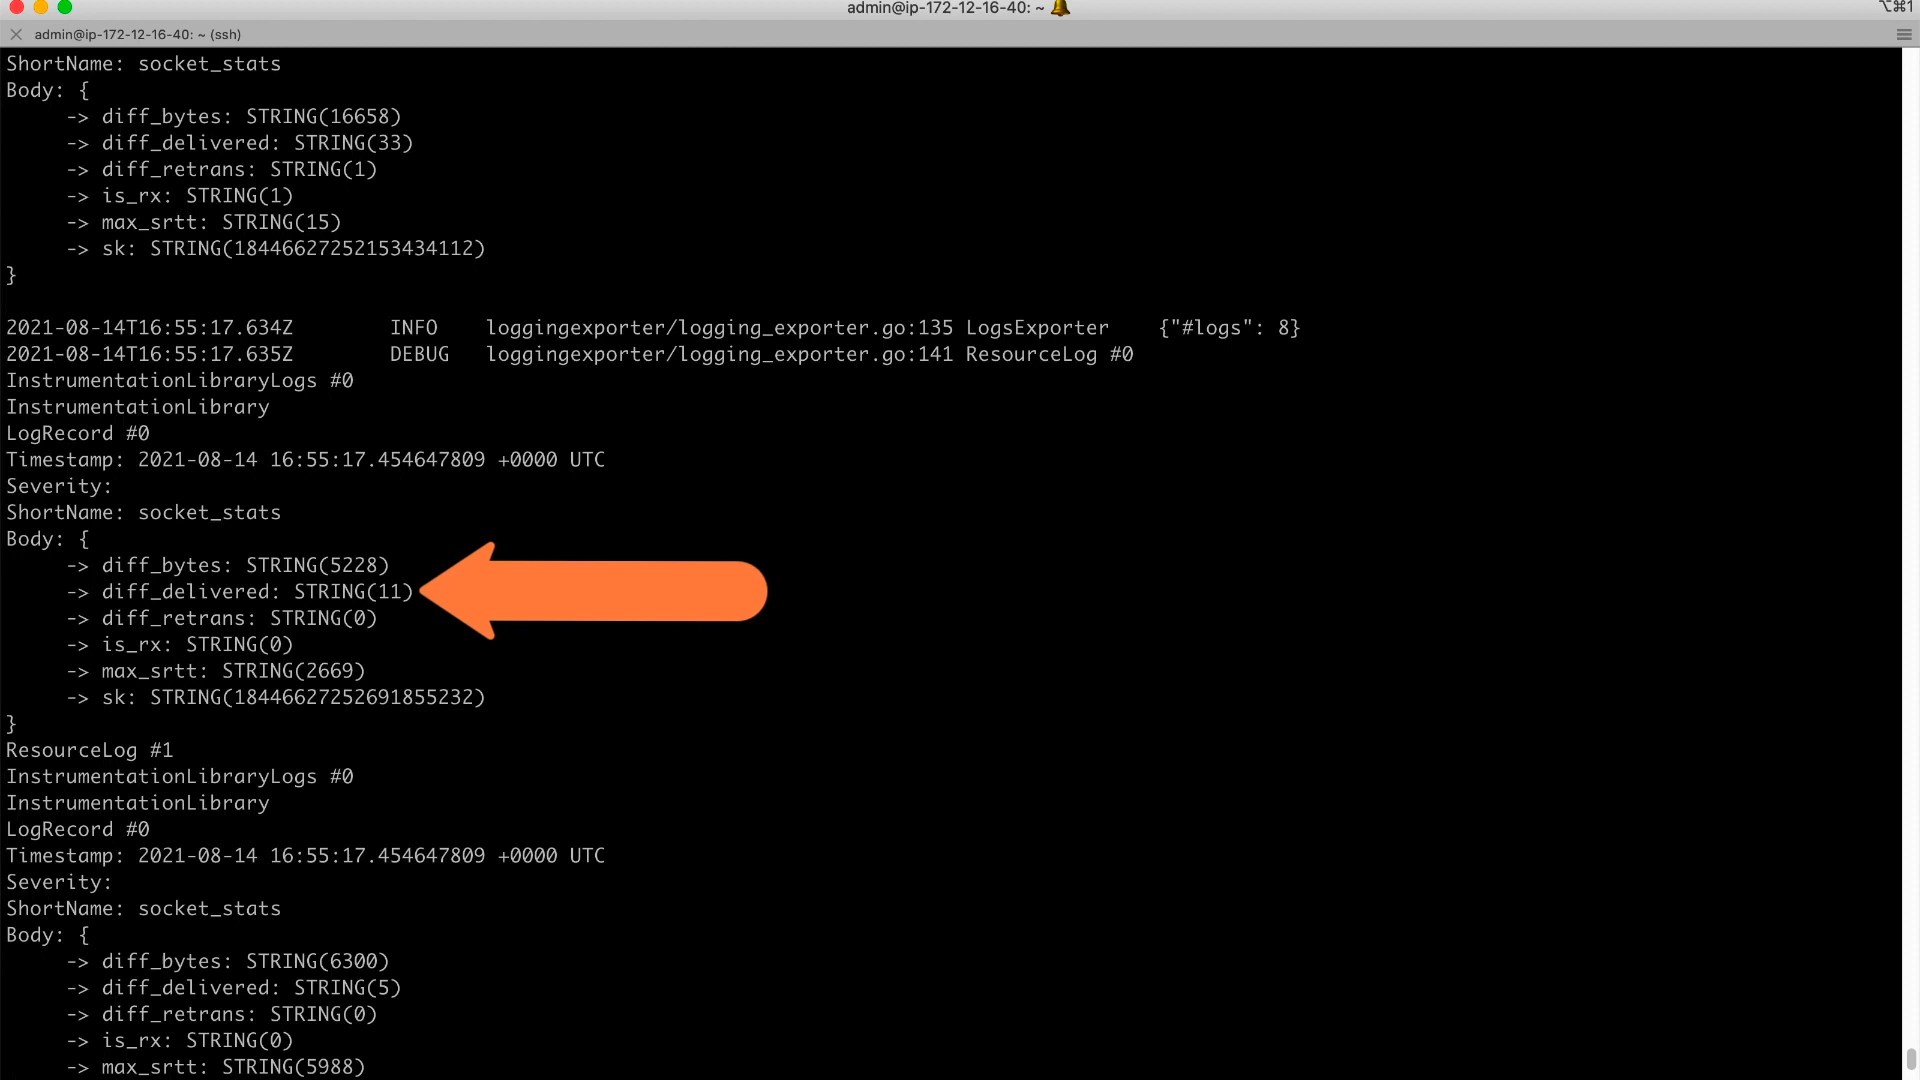 admin@ip-172-12-16-40: ~ 🔔
⌥⌘1
admin@ip-172-12-16-40: ~ (ssh)
ShortName: socket_stats
Body: {
     -> diff_bytes: STRING(16658)
     -> diff_delivered: STRING(33)
     -> diff_retrans: STRING(1)
     -> is_rx: STRING(1)
     -> max_srtt: STRING(15)
     -> sk: STRING(18446627252153434112)
}
2021-08-14T16:55:17.634Z        INFO    loggingexporter/logging_exporter.go:135 LogsExporter    {"#logs": 8}
2021-08-14T16:55:17.635Z        DEBUG   loggingexporter/logging_exporter.go:141 ResourceLog #0
InstrumentationLibraryLogs #0
InstrumentationLibrary
LogRecord #0
Timestamp: 2021-08-14 16:55:17.454647809 +0000 UTC
Severity:
ShortName: socket_stats
Body: {
     -> diff_bytes: STRING(5228)
     -> diff_delivered: STRING(11)
     -> diff_retrans: STRING(0)
     -> is_rx: STRING(0)
     -> max_srtt: STRING(2669)
     -> sk: STRING(18446627252691855232)
}
ResourceLog #1
InstrumentationLibraryLogs #0
InstrumentationLibrary
LogRecord #0
Timestamp: 2021-08-14 16:55:17.454647809 +0000 UTC
Severity:
ShortName: socket_stats
Body: {
     -> diff_bytes: STRING(6300)
     -> diff_delivered: STRING(5)
     -> diff_retrans: STRING(0)
     -> is_rx: STRING(0)
     -> max_srtt: STRING(5988)